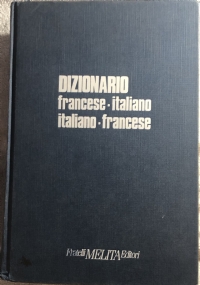 DIZIONARIO
francese·italiano
italiano·francese
Fratelli MELITA Editori